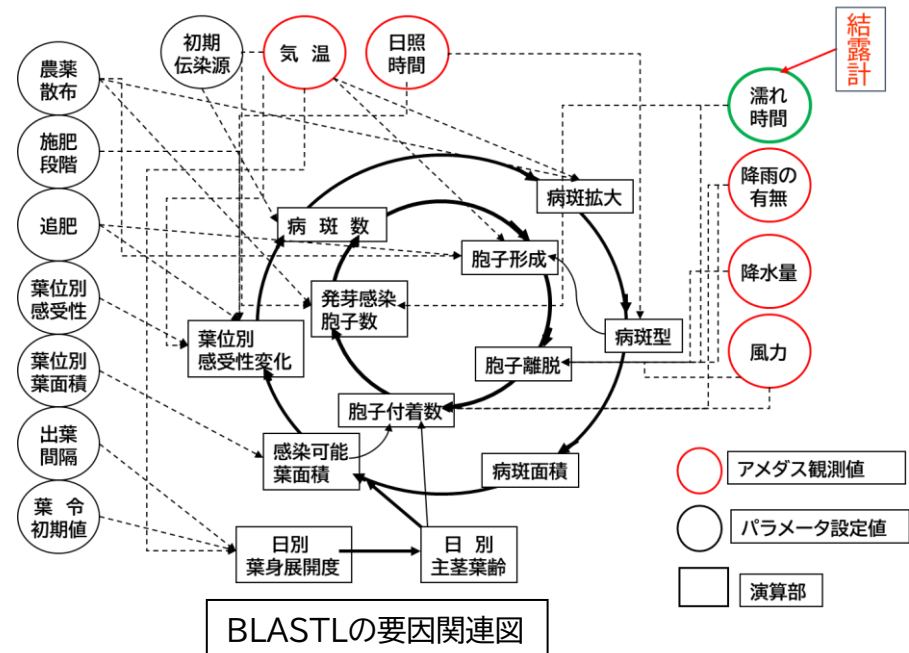 農薬
散布
施肥
段階
追肥
葉位別
感受性
葉位別
葉面積
出葉
間隔
葉 令
初期値
初期
伝染源
気 温
日照
時間
結露計
濡れ
時間
降雨の
有無
降水量
風力
病斑拡大
病 斑 数
胞子形成
発芽感染
胞子数
病斑型
葉位別
感受性変化
胞子離脱
胞子付着数
感染可能
葉面積
病斑面積
日別
葉身展開度
日 別
主茎葉齢
アメダス観測値
パラメータ設定値
演算部
BLASTLの要因関連図